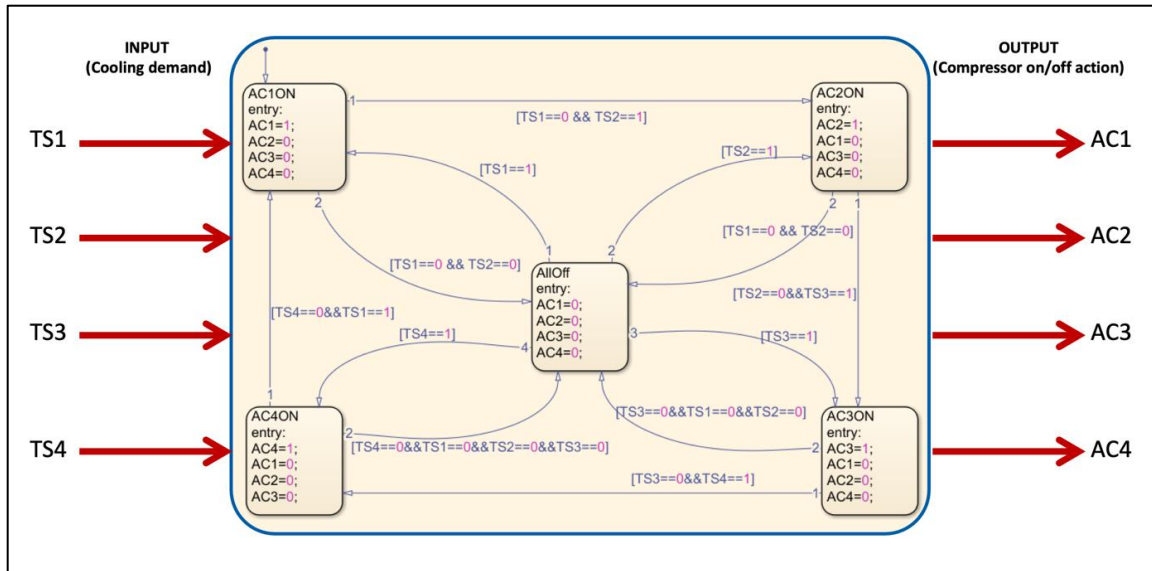 INPUT
(Cooling demand)
OUTPUT
(Compressor on/off action)
TS1
TS2
TS3
TS4
AC1ON
entry:
AC1=1;
AC2=0;
AC3=0;
AC4=0;
1
[TS1==0 && TS2==1]
AC2ON
entry:
AC2=1;
AC1=0;
AC3=0;
AC4=0;
[TS1==1]
[TS2==1]
2
2
1
[TS1==0 && TS2==0]
[TS1==0 && TS2==0]
1
2
AllOff
entry:
AC1=0;
AC2=0;
AC3=0;
AC4=0;
[TS2==0&&TS3==1]
[TS4==0&&TS1==1]
[TS4==1]
4
3
[TS3==1]
1
AC4ON
entry:
AC4=1;
AC1=0;
AC2=0;
AC3=0;
[TS3==0&&TS1==0&&TS2==0]
2
[TS4==0&&TS1==0&&TS2==0&&TS3==0]
2
[TS3==0&&TS4==1]
1
AC3ON
entry:
AC3=1;
AC1=0;
AC2=0;
AC4=0;
AC1
AC2
AC3
AC4